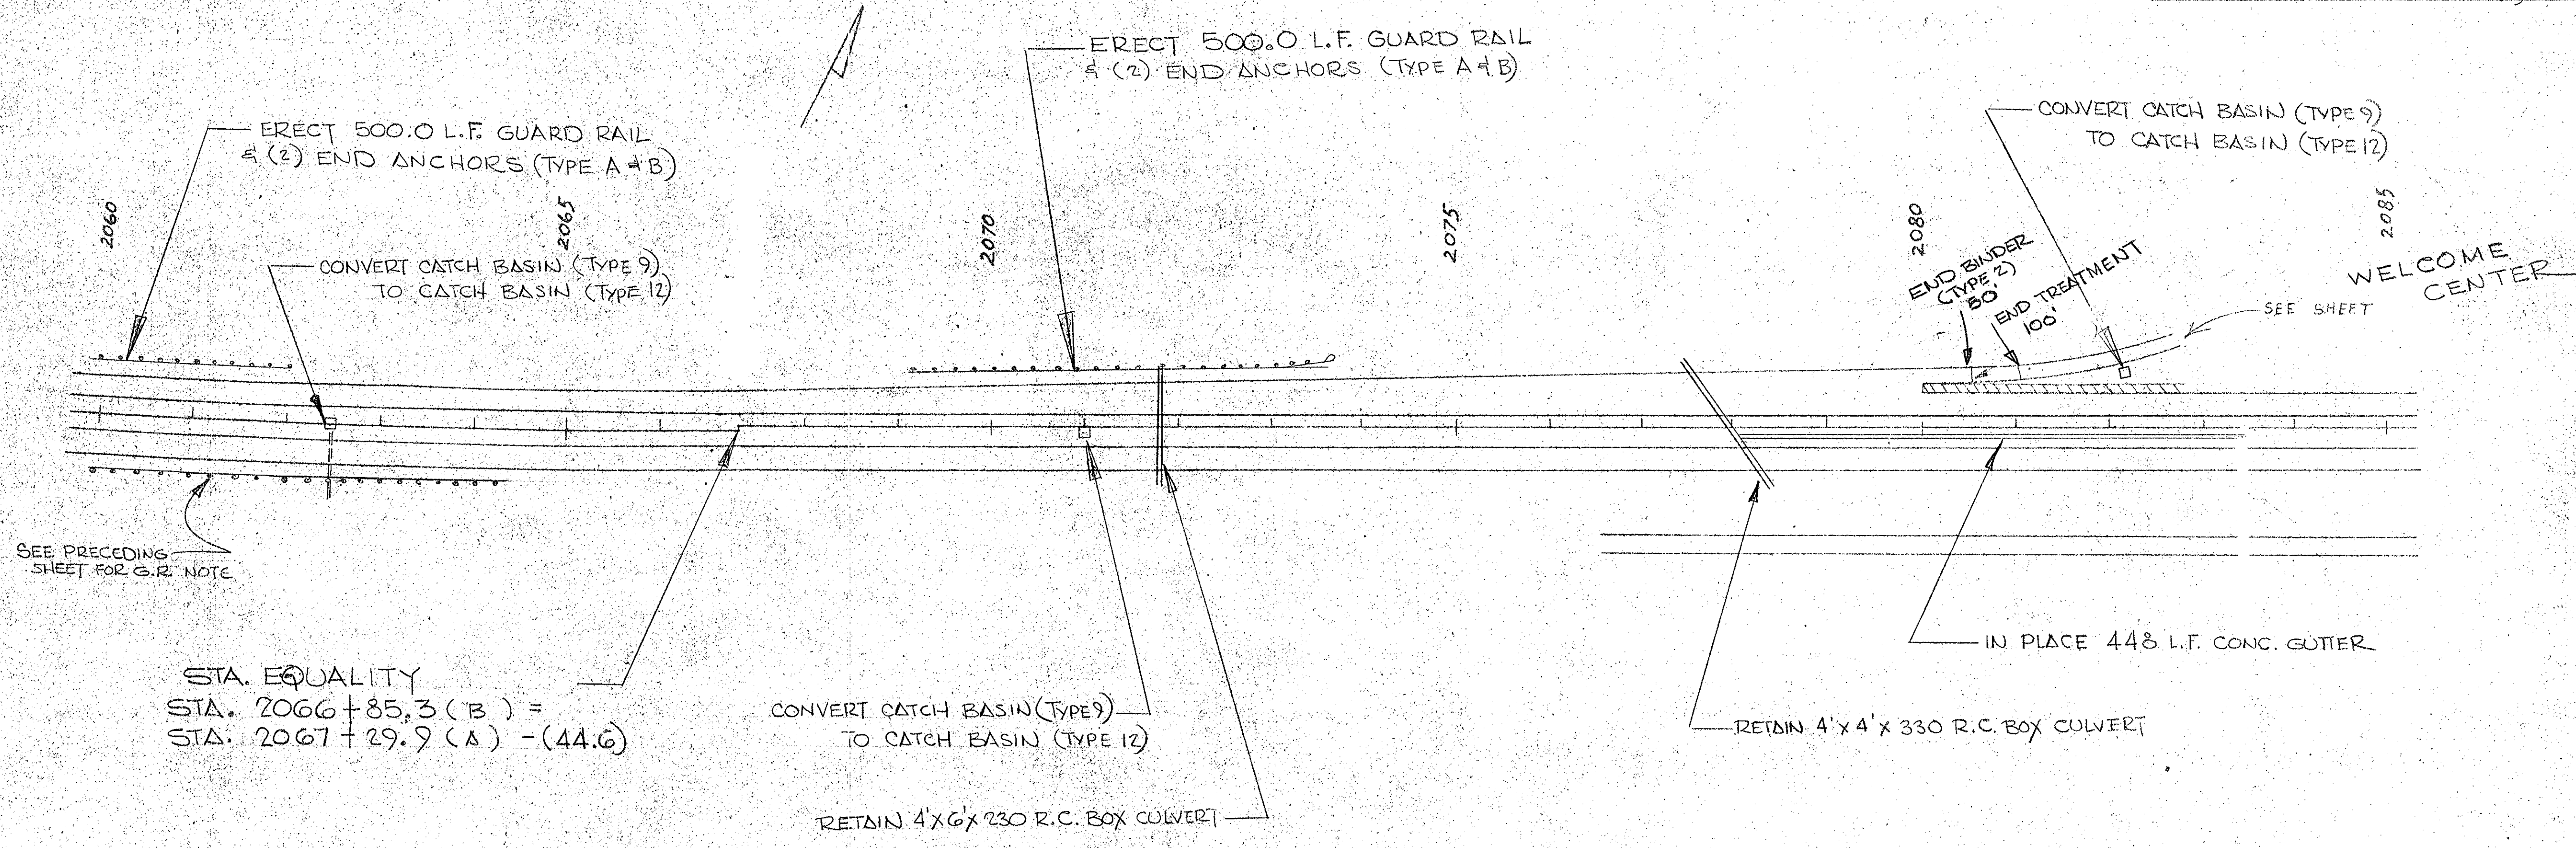 ERECT 500.0 L.F. GUARD RAIL
& (2) END ANCHORS (TYPE A & B)
ERECT 500.0 L.F. GUARD RAIL
& (2) END ANCHORS (TYPE A & B)
CONVERT CATCH BASIN (TYPE 9)
TO CATCH BASIN (TYPE 12)
2060
2065
2070
2075
2080
2085
CONVERT CATCH BASIN (TYPE 9)
TO CATCH BASIN (TYPE 12)
END BINDER
(TYPE 2)
50'
END TREATMENT
100'
WELCOME
CENTER
SEE SHEET
SEE PRECEDING
SHEET FOR G.R. NOTE
STA. EQUALITY
STA. 2066+85.3 (B) =
STA. 2067+29.9 (A) -(44.6)
CONVERT CATCH BASIN (TYPE 9)
TO CATCH BASIN (TYPE 12)
RETAIN 4'X6'X230 R.C. BOX CULVERT
IN PLACE 448 L.F. CONC. GUTTER
RETAIN 4'X4'X330 R.C. BOX CULVERT